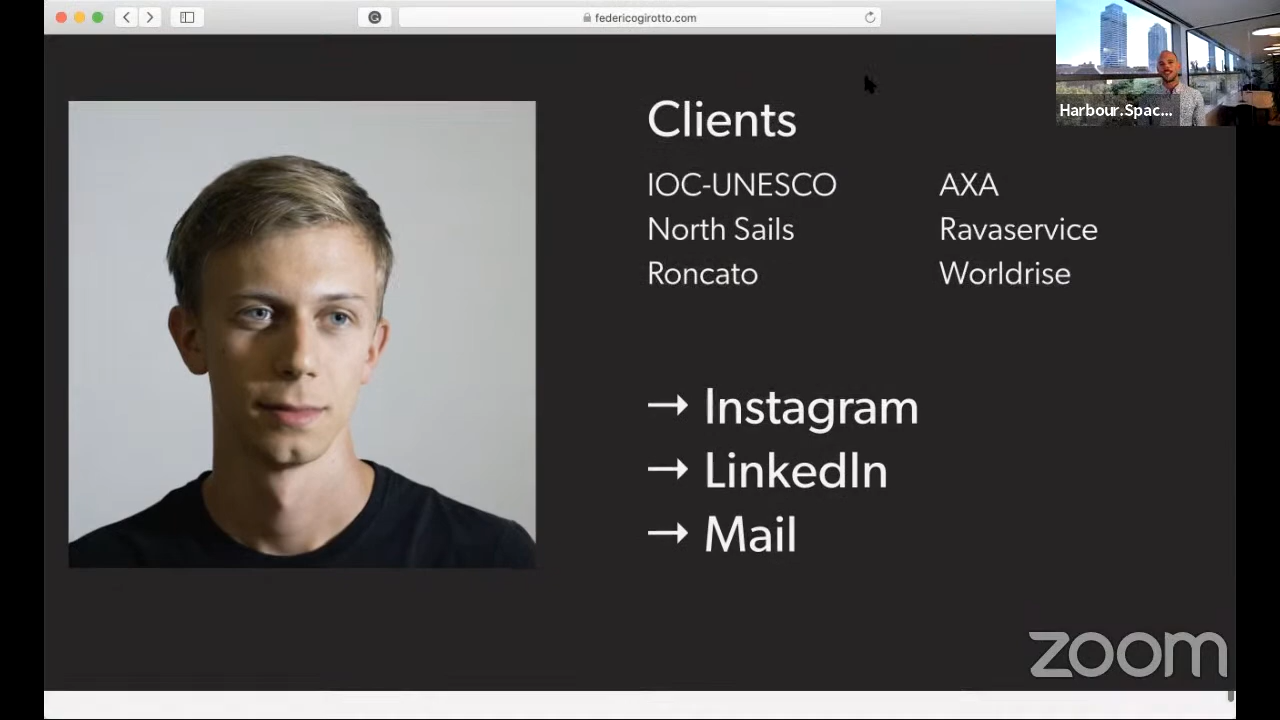 federicogirotto.com
Harbour.Spac...
Clients
IOC-UNESCO
AXA
North Sails
Ravaservice
Roncato
Worldrise
→ Instagram
→ LinkedIn
→ Mail
zoom